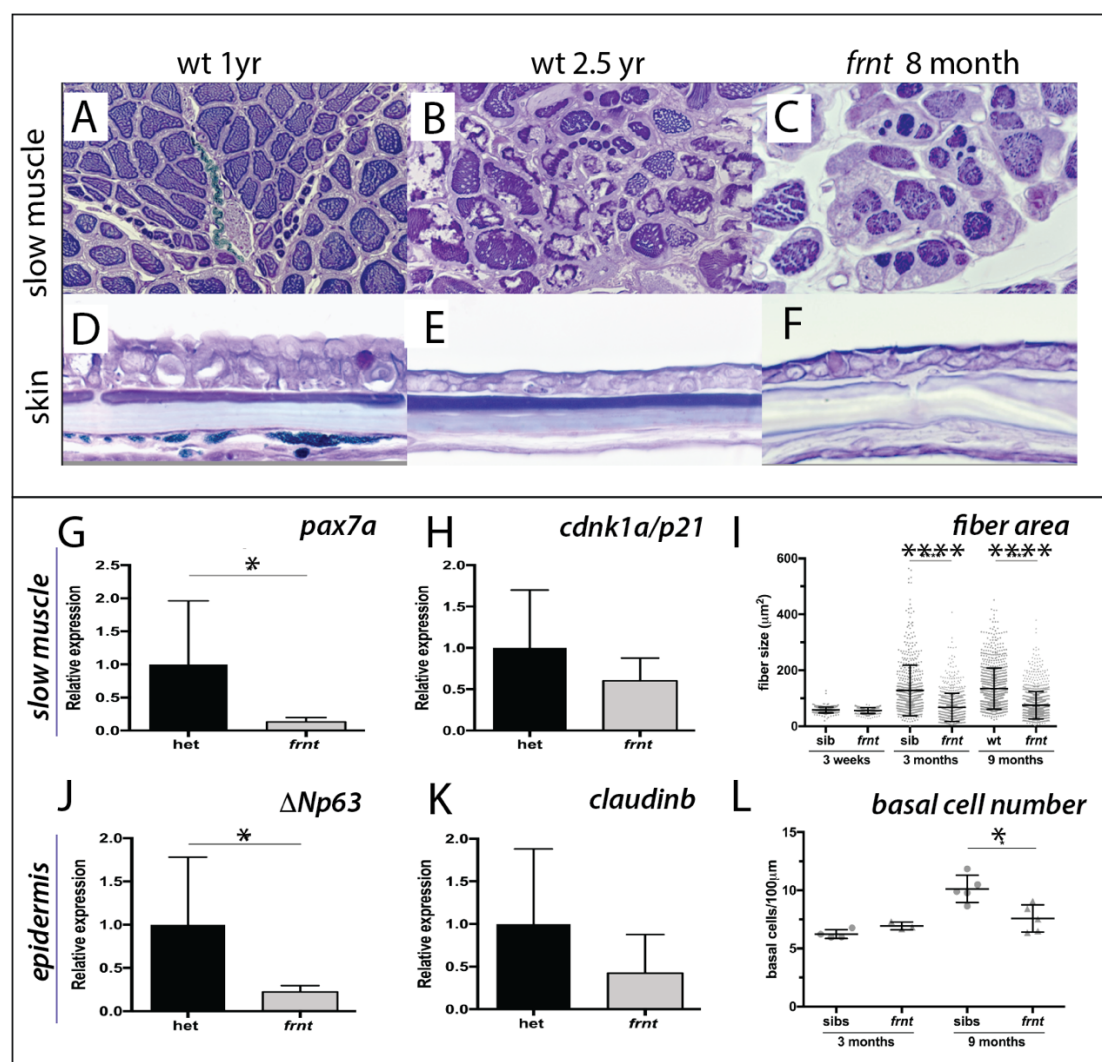 wt 1yr
wt 2.5 yr
frnt 8 month
slow muscle
A
B
C
skin
D
E
F
slow muscle
G
pax7a
*
Relative expression
2.5
2.0
1.5
1.0
0.5
0.0
het
frnt
H
cdnk1a/p21
Relative expression
2.0
1.5
1.0
0.5
0.0
het
frnt
I
fiber area
****
****
fiber size (µm²)
600
400
200
100
0
sib
frnt
sib
frnt
wt
frnt
3 weeks
3 months
9 months
epidermis
J
ΔNp63
*
Relative expression
2.0
1.5
1.0
0.5
0.0
het
frnt
K
claudinb
Relative expression
2.0
1.5
1.0
0.5
0.0
het
frnt
L
basal cell number
*
basal cells/100µm
15
10
5
0
sibs
frnt
sibs
frnt
3 months
9 months